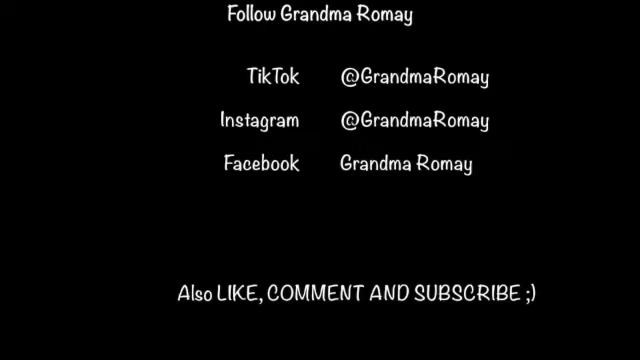 Follow Grandma Romay
TikTok @GrandmaRomay
Instagram @GrandmaRomay
Facebook Grandma Romay
Also LIKE, COMMENT AND SUBSCRIBE ;)